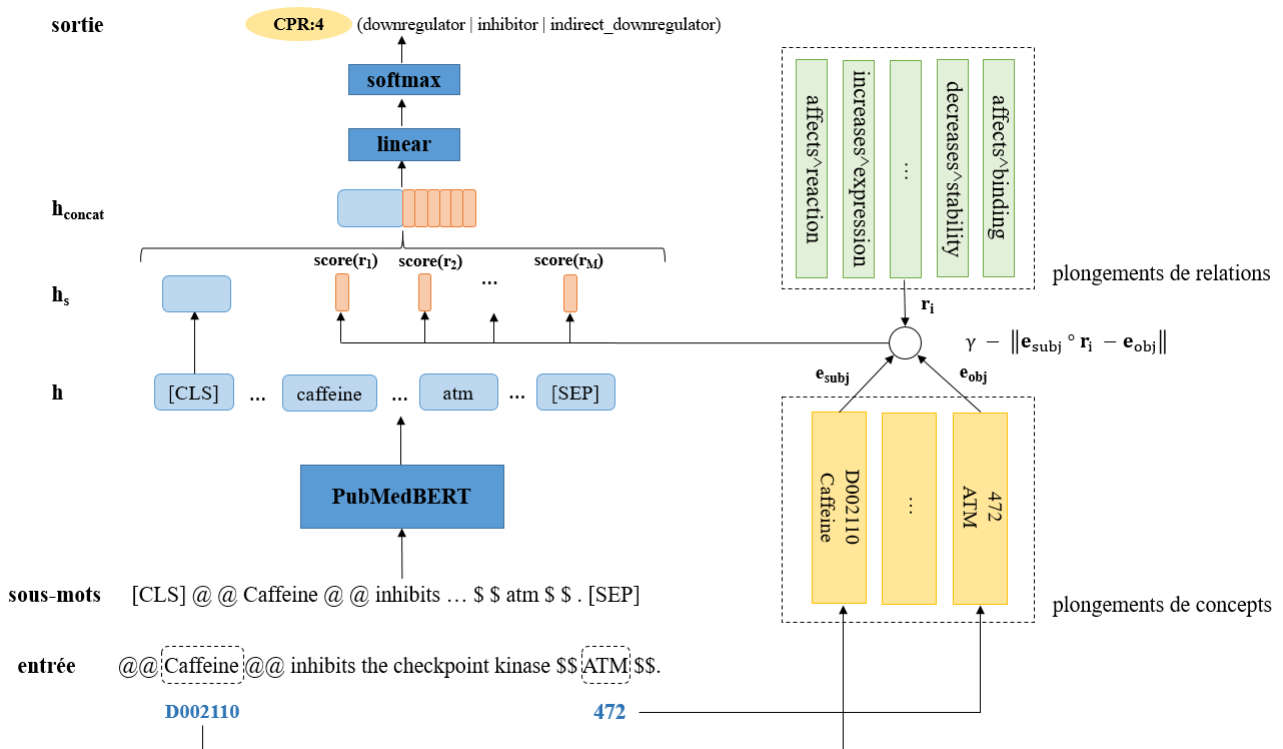 sortie
CPR:4 (downregulator | inhibitor | indirect_downregulator)
softmax
linear
h_concat
score(r_1) score(r_2) ... score(r_M)
h_s
h
[CLS] ... caffeine ... atm ... [SEP]
PubMedBERT
sous-mots [CLS] @ @ Caffeine @ @ inhibits … $ $ atm $ $ . [SEP]
entrée @@ Caffeine @@ inhibits the checkpoint kinase $$ ATM $$.
D002110 472
affects^reaction
increases^expression
...
decreases^stability
affects^binding
plongements de relations
r_i
γ − ‖e_subj ∘ r_i − e_obj‖
e_subj e_obj
D002110
Caffeine
...
472
ATM
plongements de concepts